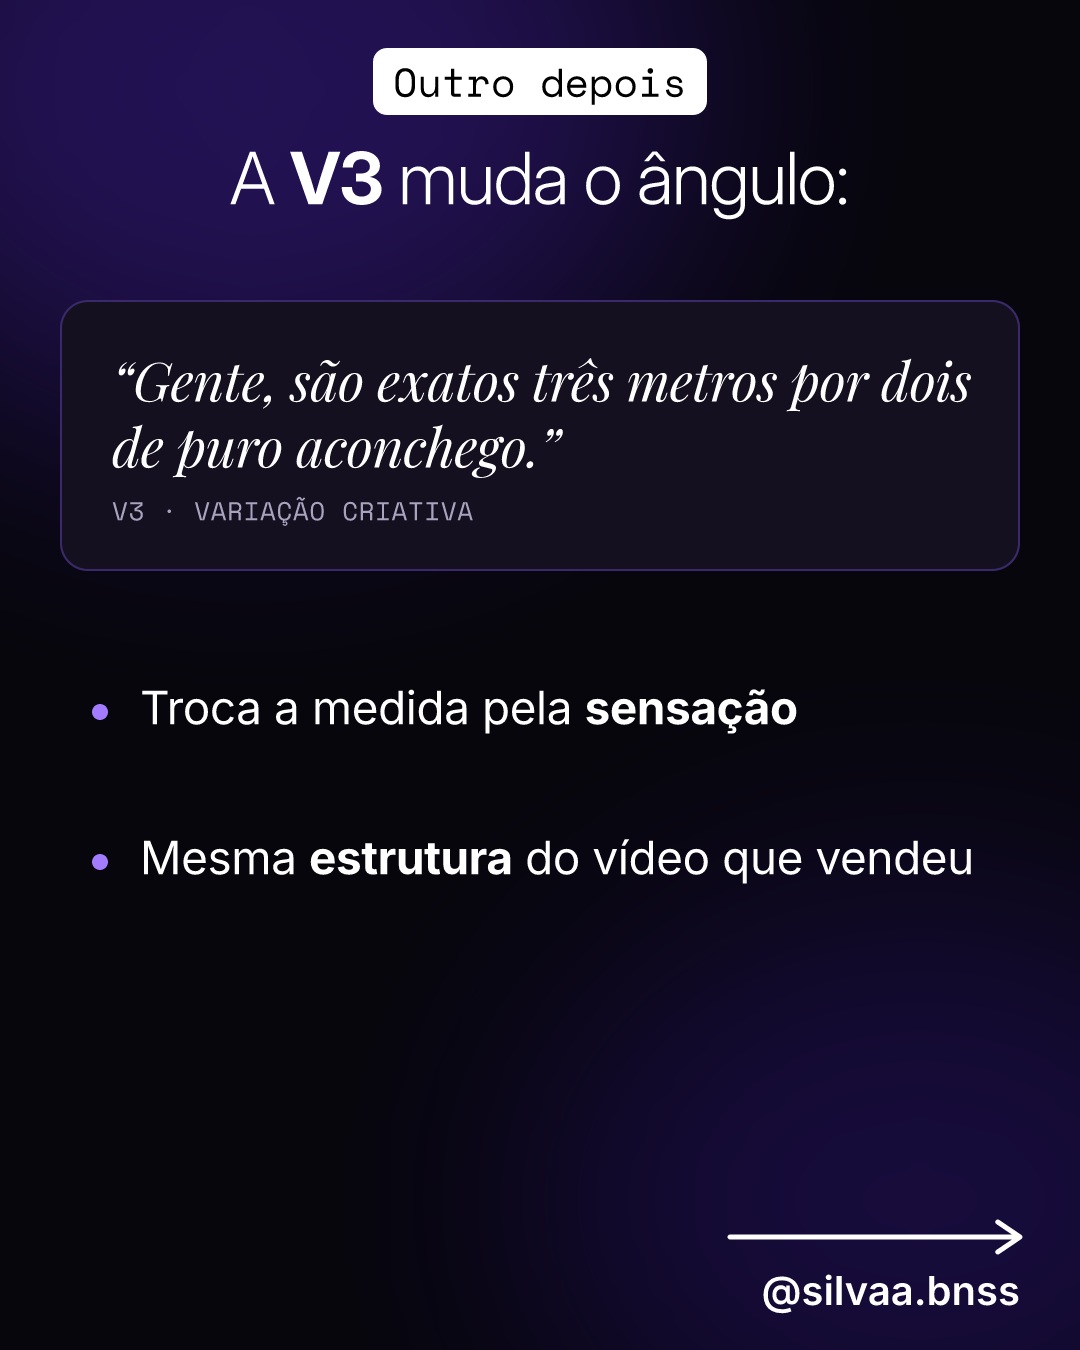 Outro depois
A V3 muda o ângulo:
“Gente, são exatos três metros por dois
de puro aconchego.”
V3 · VARIAÇÃO CRIATIVA
• Troca a medida pela sensação
• Mesma estrutura do vídeo que vendeu
@silvaa.bnss